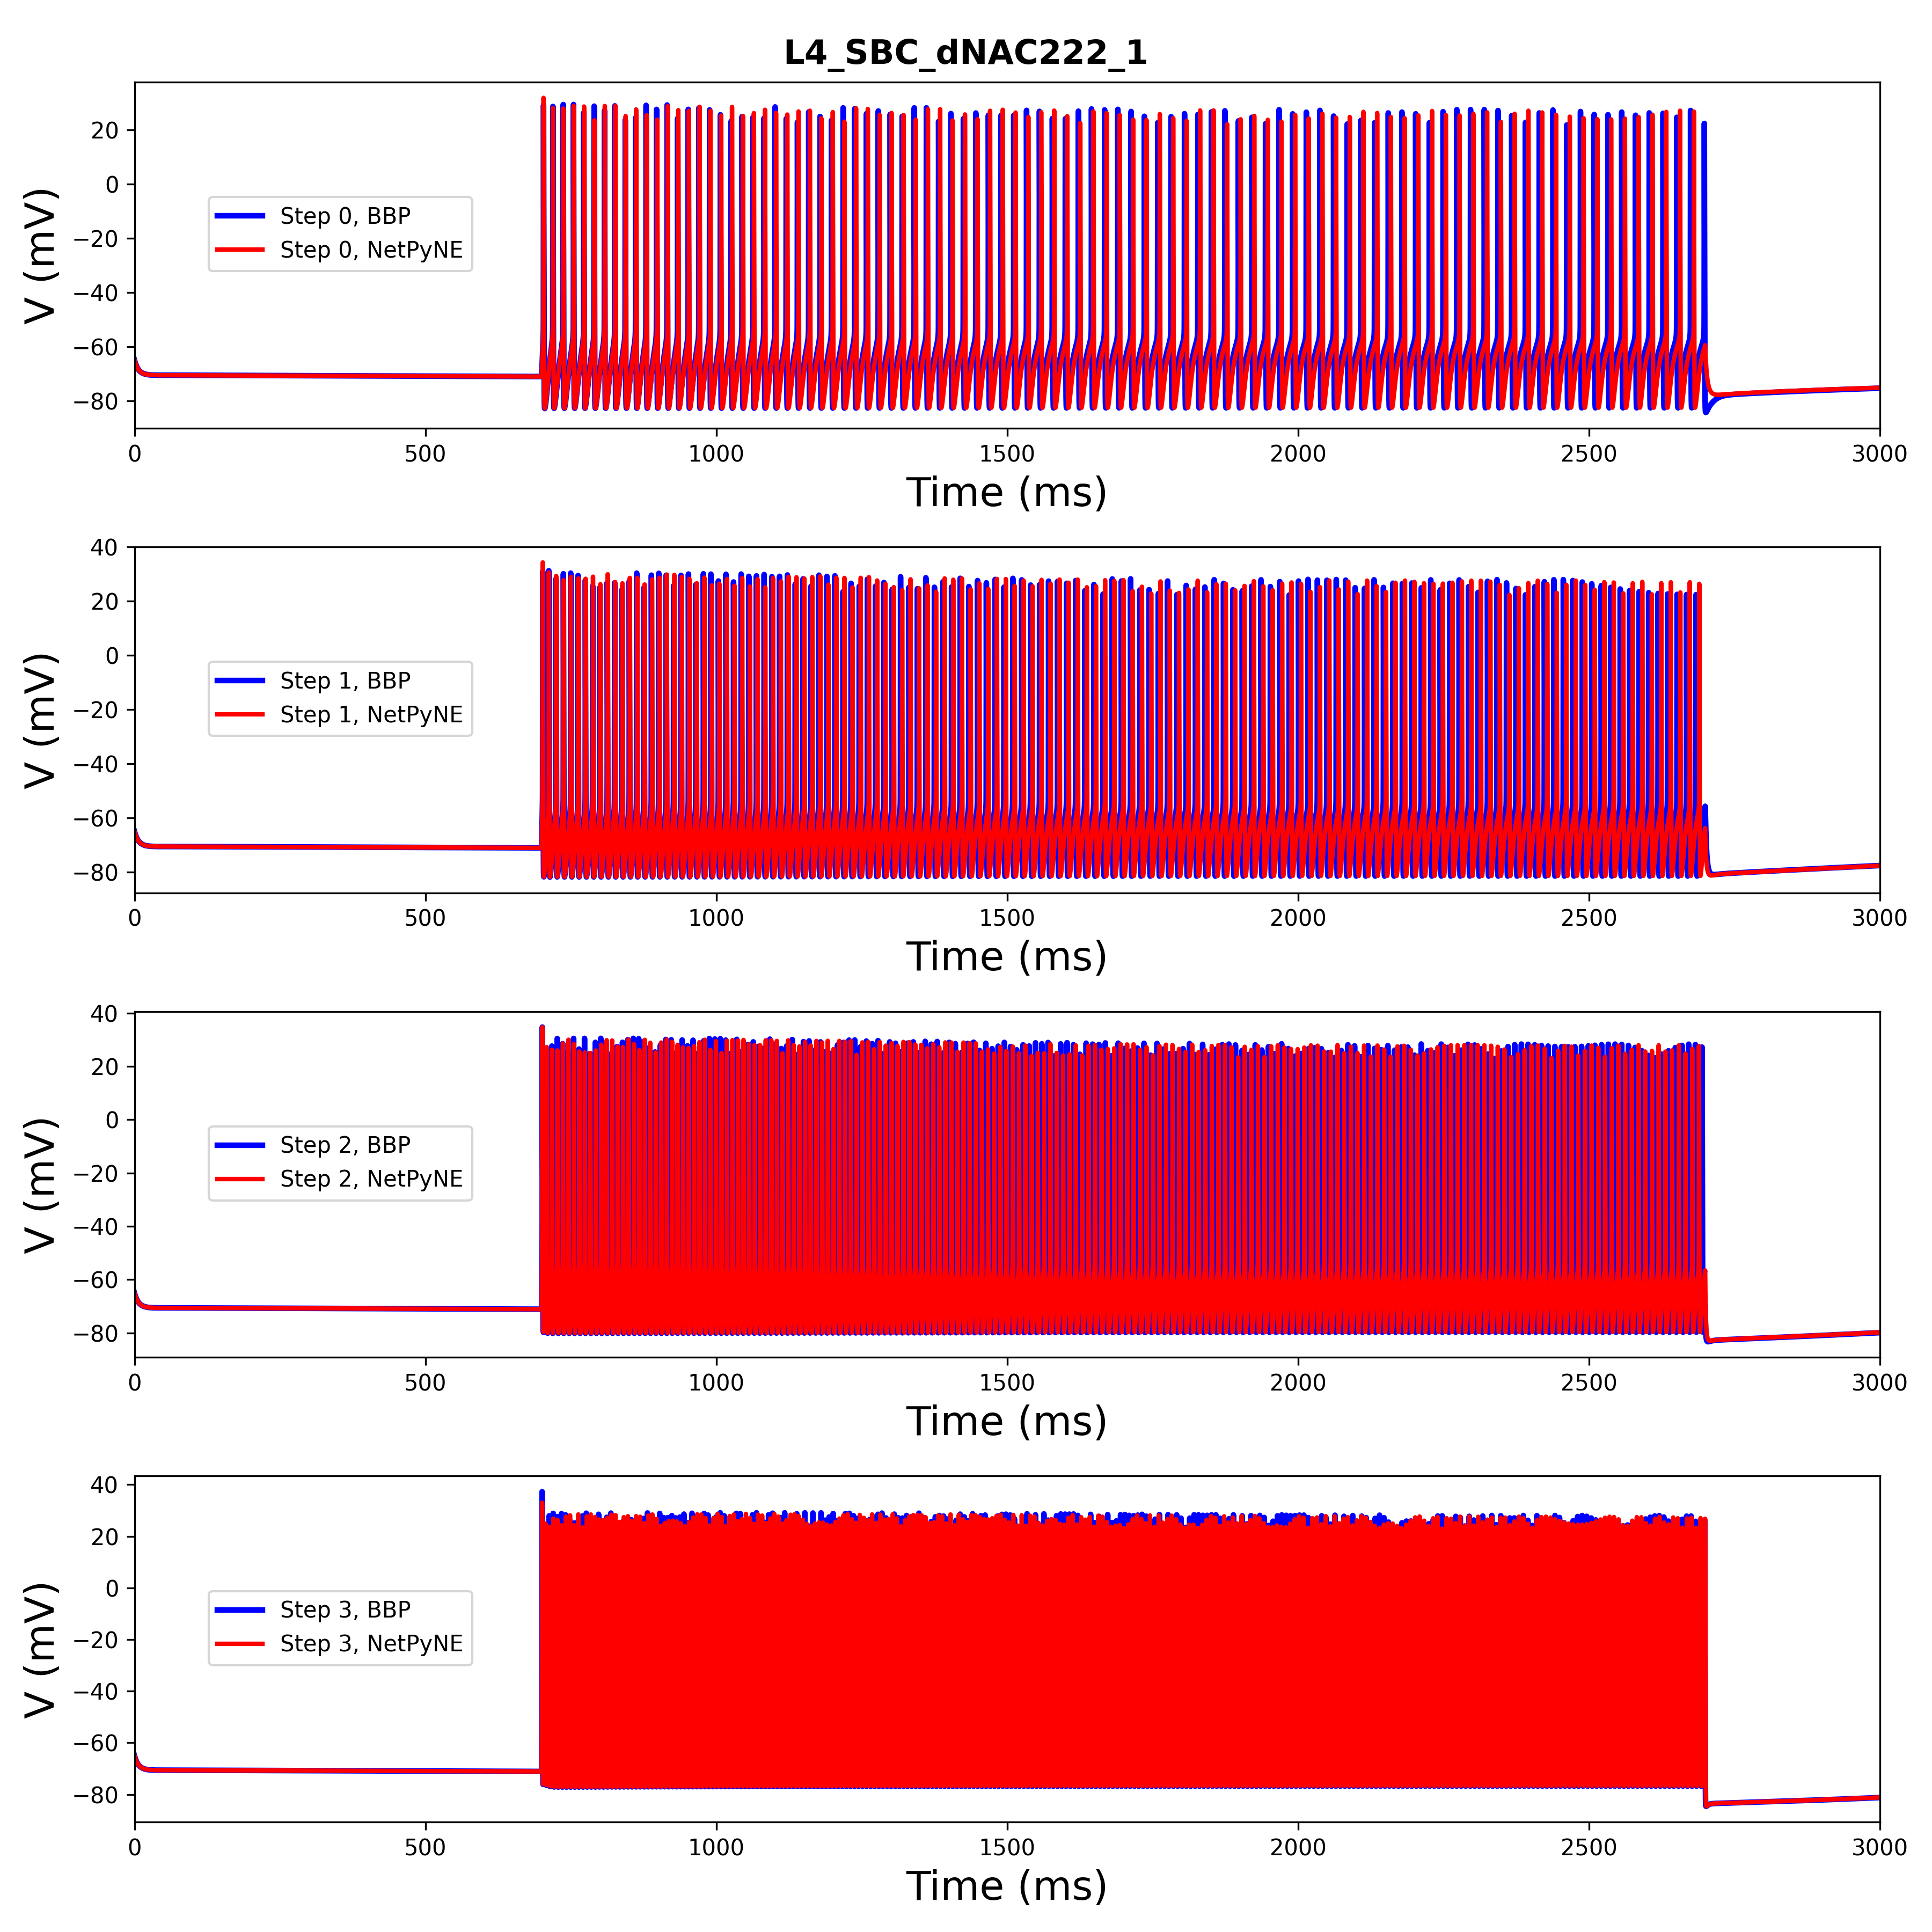 L4_SBC_dNAC222_1
20
0
−20
−40
−60
−80
V (mV)
Step 0, BBP
Step 0, NetPyNE
0 500 1000 1500 2000 2500 3000
Time (ms)
40
20
0
−20
−40
−60
−80
V (mV)
Step 1, BBP
Step 1, NetPyNE
0 500 1000 1500 2000 2500 3000
Time (ms)
40
20
0
−20
−40
−60
−80
V (mV)
Step 2, BBP
Step 2, NetPyNE
0 500 1000 1500 2000 2500 3000
Time (ms)
40
20
0
−20
−40
−60
−80
V (mV)
Step 3, BBP
Step 3, NetPyNE
0 500 1000 1500 2000 2500 3000
Time (ms)